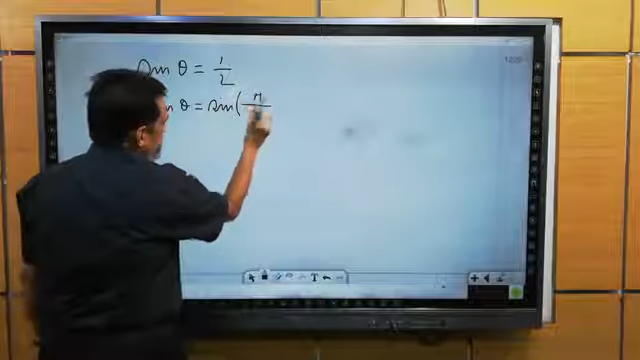 sin θ = 1/2
θ = sin(π